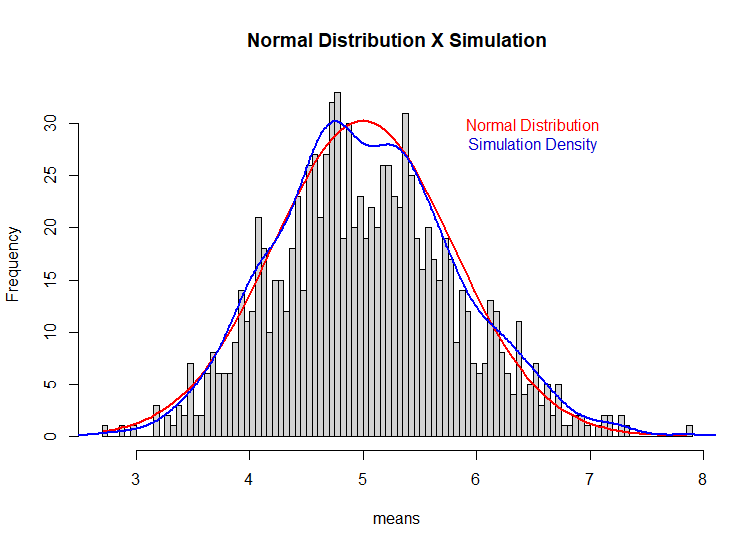 Normal Distribution X Simulation
Normal Distribution
Simulation Density
Frequency
30
25
20
15
10
5
0
3 4 5 6 7 8
means